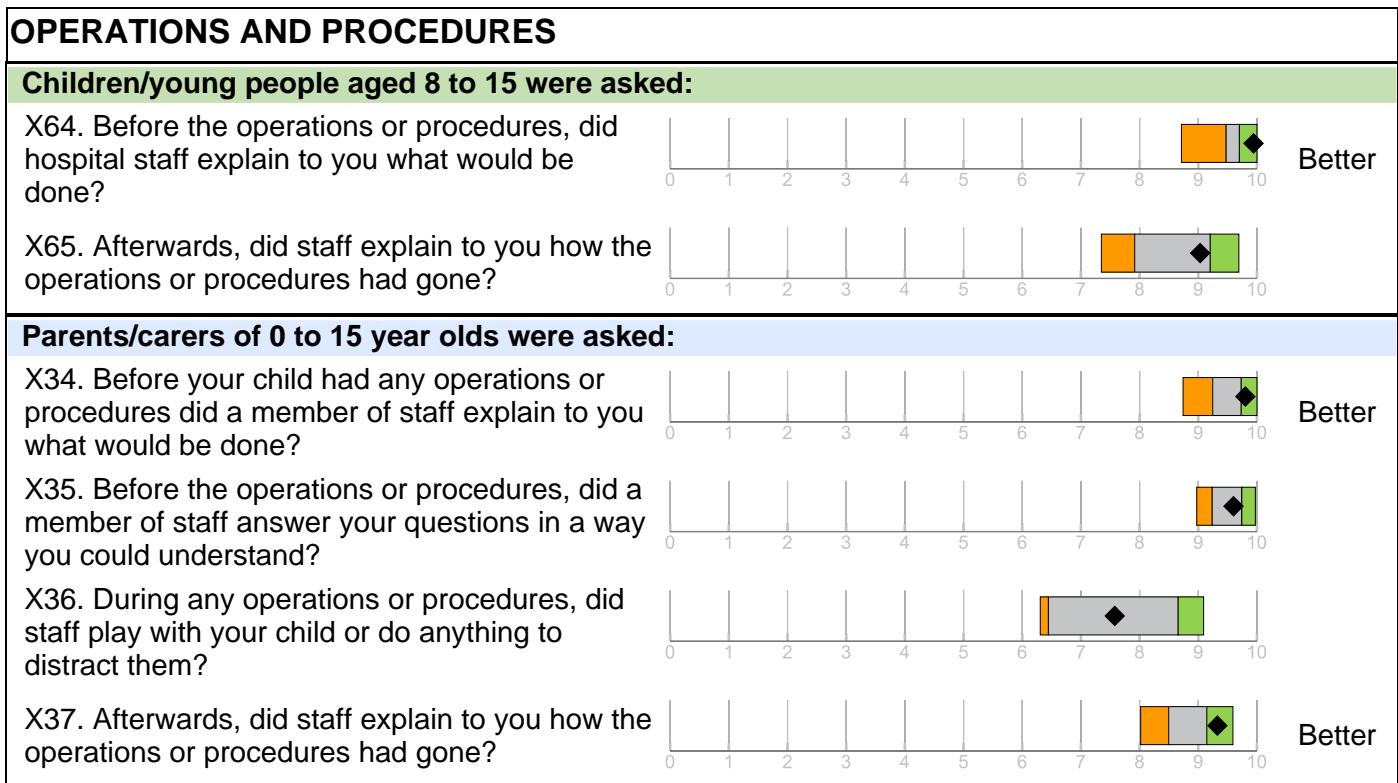 OPERATIONS AND PROCEDURES
Children/young people aged 8 to 15 were asked:
X64. Before the operations or procedures, did
hospital staff explain to you what would be
done?
0 1 2 3 4 5 6 7 8 9 10
Better
X65. Afterwards, did staff explain to you how the
operations or procedures had gone?
0 1 2 3 4 5 6 7 8 9 10
Parents/carers of 0 to 15 year olds were asked:
X34. Before your child had any operations or
procedures did a member of staff explain to you
what would be done?
0 1 2 3 4 5 6 7 8 9 10
Better
X35. Before the operations or procedures, did a
member of staff answer your questions in a way
you could understand?
0 1 2 3 4 5 6 7 8 9 10
X36. During any operations or procedures, did
staff play with your child or do anything to
distract them?
0 1 2 3 4 5 6 7 8 9 10
X37. Afterwards, did staff explain to you how the
operations or procedures had gone?
0 1 2 3 4 5 6 7 8 9 10
Better